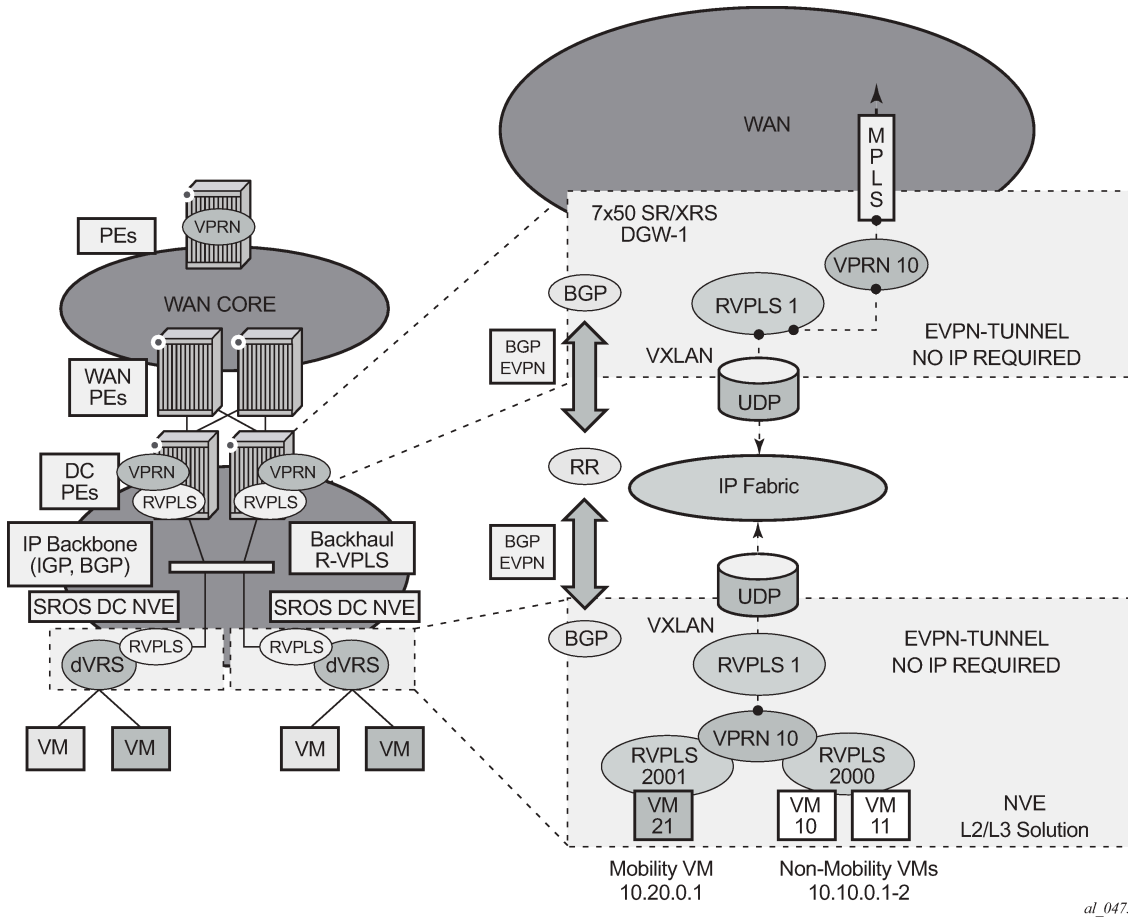 VPRN
PEs
WAN CORE
WAN
PEs
DC
PEs
VPRN
VPRN
RVPLS
RVPLS
IP Backbone
(IGP, BGP)
Backhaul
R-VPLS
SROS DC NVE
SROS DC NVE
RVPLS
RVPLS
dVRS
dVRS
VM
VM
VM
VM
WAN
M
P
L
S
7x50 SR/XRS
DGW-1
VPRN 10
BGP
RVPLS 1
EVPN-TUNNEL
NO IP REQUIRED
BGP
EVPN
VXLAN
UDP
RR
IP Fabric
BGP
EVPN
UDP
BGP
VXLAN
EVPN-TUNNEL
NO IP REQUIRED
RVPLS 1
VPRN 10
RVPLS
2001
RVPLS
2000
VM
21
VM
10
VM
11
NVE
L2/L3 Solution
Mobility VM
10.20.0.1
Non-Mobility VMs
10.10.0.1-2